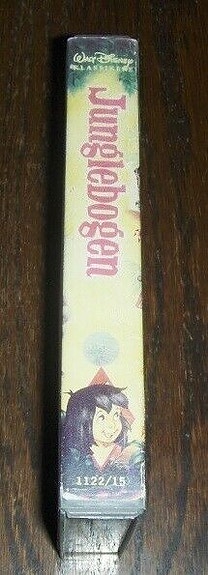 Walt Disney
KLASSIKERE
Junglebogen
1122/15